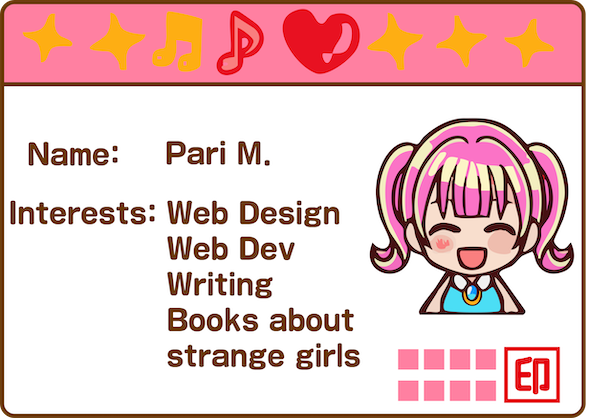 Name: Pari M.
Interests: Web Design
Web Dev
Writing
Books about
strange girls
印